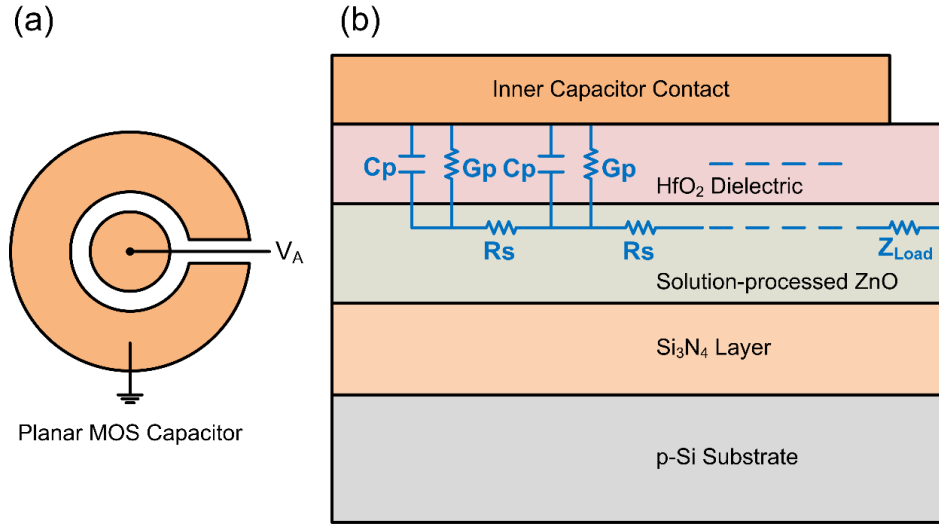 (a)
V_A
Planar MOS Capacitor
(b)
Inner Capacitor Contact
Cp Gp Cp Gp
HfO₂ Dielectric
Rs Rs Z_Load
Solution-processed ZnO
Si₃N₄ Layer
p-Si Substrate